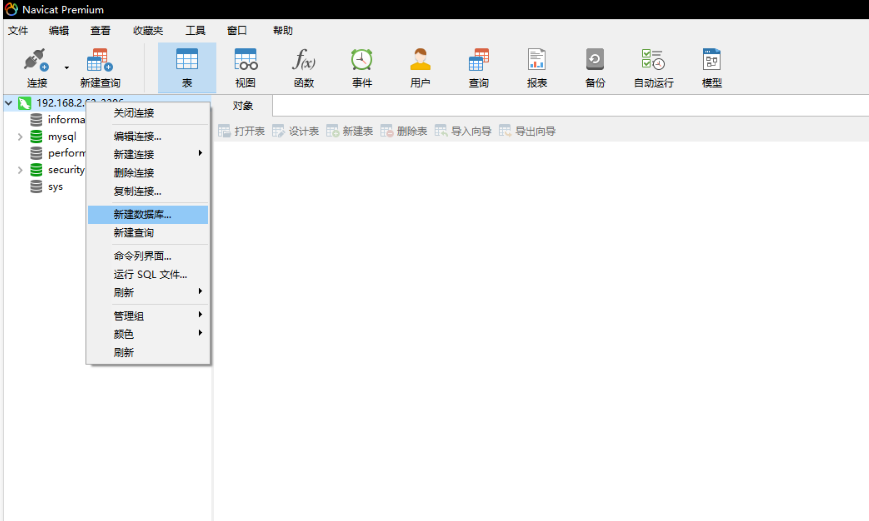 Navicat Premium
文件 编辑 查看 收藏夹 工具 窗口 帮助
连接 新建查询 表 视图 函数 事件 用户 查询 报表 备份 自动运行 模型
f(x)
192.168.2. 对象
informa
mysql
perform
security
sys
打开表 设计表 新建表 删除表 导入向导 导出向导
关闭连接
编辑连接...
新建连接
删除连接
复制连接...
新建数据库...
新建查询
命令列界面...
运行 SQL 文件...
刷新
管理组
颜色
刷新